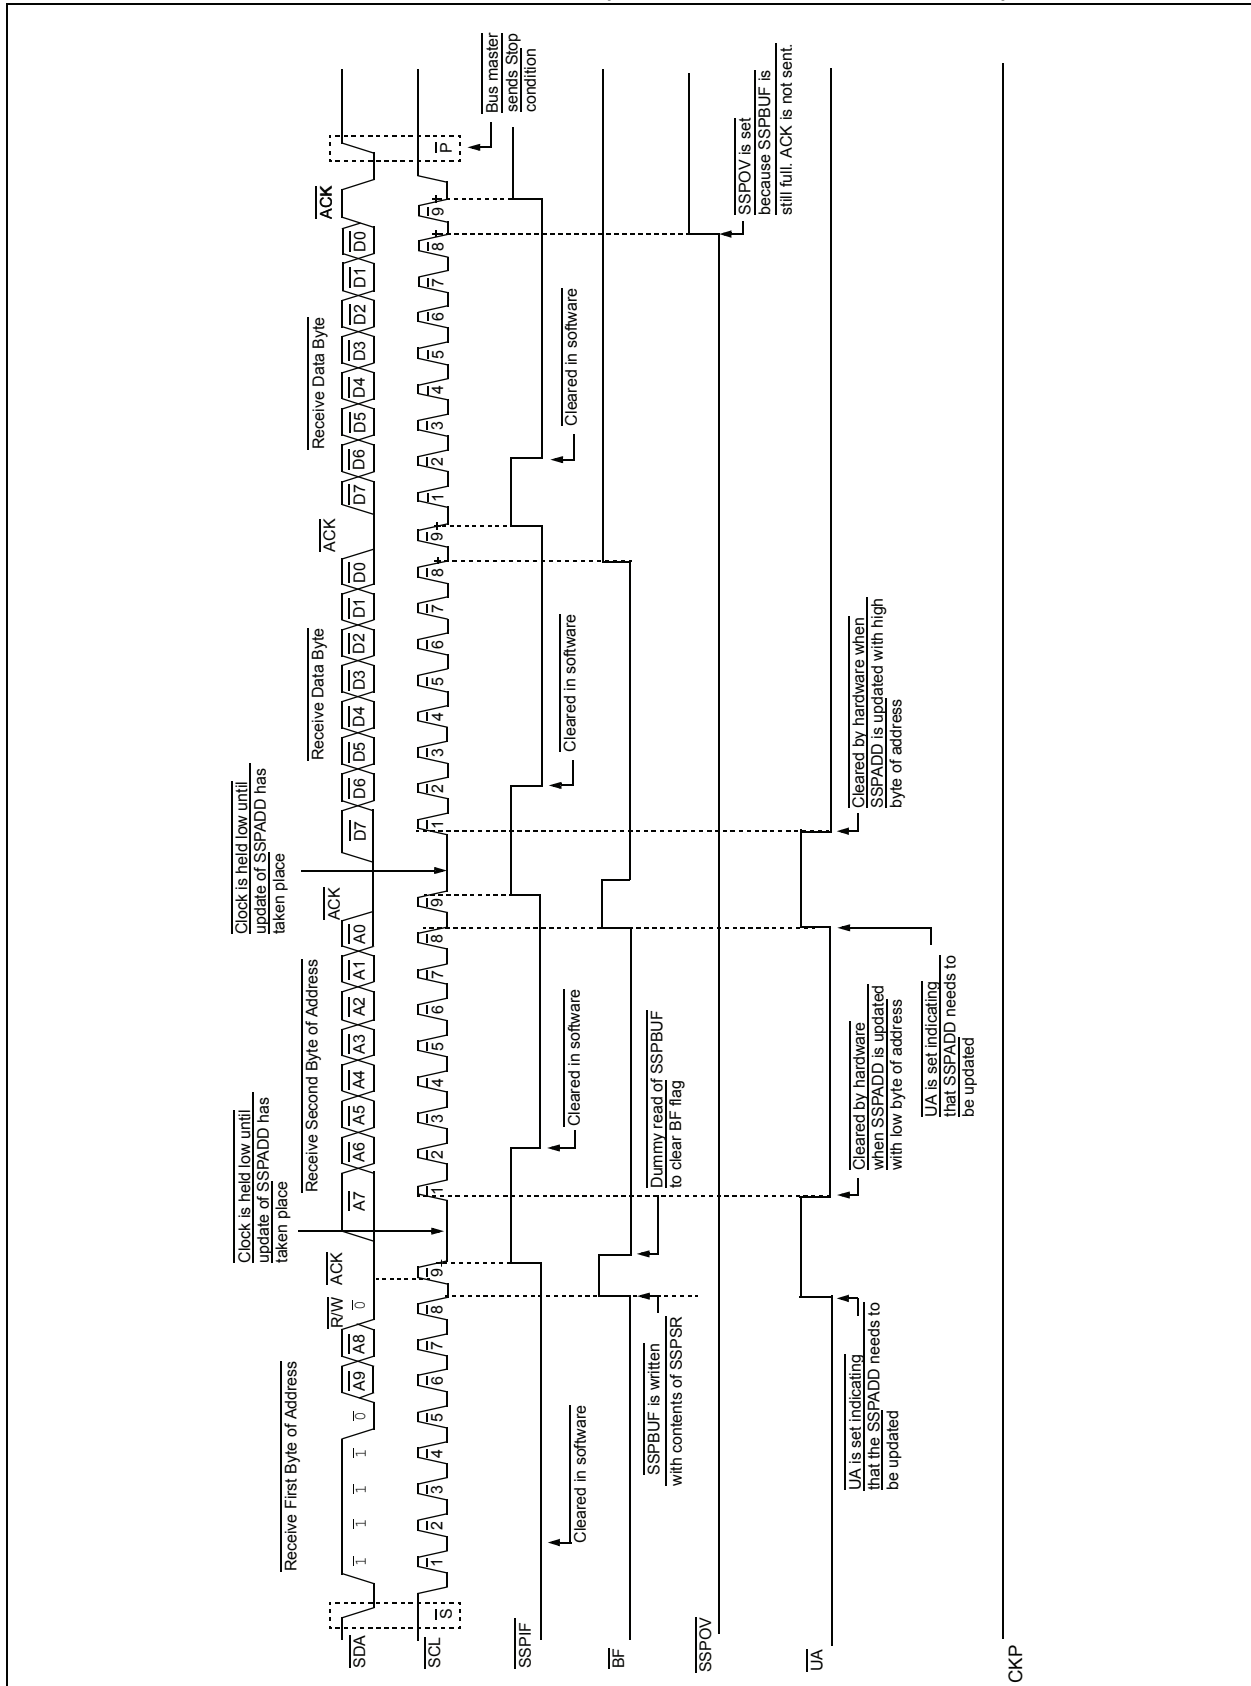 Receive First Byte of Address
R/W
ACK
Clock is held low until
update of SSPADD has
taken place
Receive Second Byte of Address
ACK
Clock is held low until
update of SSPADD has
taken place
Receive Data Byte
ACK
Receive Data Byte
ACK
SDA
1 1 1 1 0 A9 A8 0 A7 A6 A5 A4 A3 A2 A1 A0 D7 D6 D5 D4 D3 D2 D1 D0 D7 D6 D5 D4 D3 D2 D1 D0
SCL
S 1 2 3 4 5 6 7 8 9 1 2 3 4 5 6 7 8 9 1 2 3 4 5 6 7 8 9 1 2 3 4 5 6 7 8 9 P
Bus master
sends Stop
condition
SSPIF
Cleared in software
Cleared in software
Cleared in software
Cleared in software
BF
SSPBUF is written
with contents of SSPSR
Dummy read of SSPBUF
to clear BF flag
SSPOV
SSPOV is set
because SSPBUF is
still full. ACK is not sent.
UA
UA is set indicating
that the SSPADD needs to
be updated
Cleared by hardware
when SSPADD is updated
with low byte of address
UA is set indicating
that SSPADD needs to
be updated
Cleared by hardware when
SSPADD is updated with high
byte of address
CKP